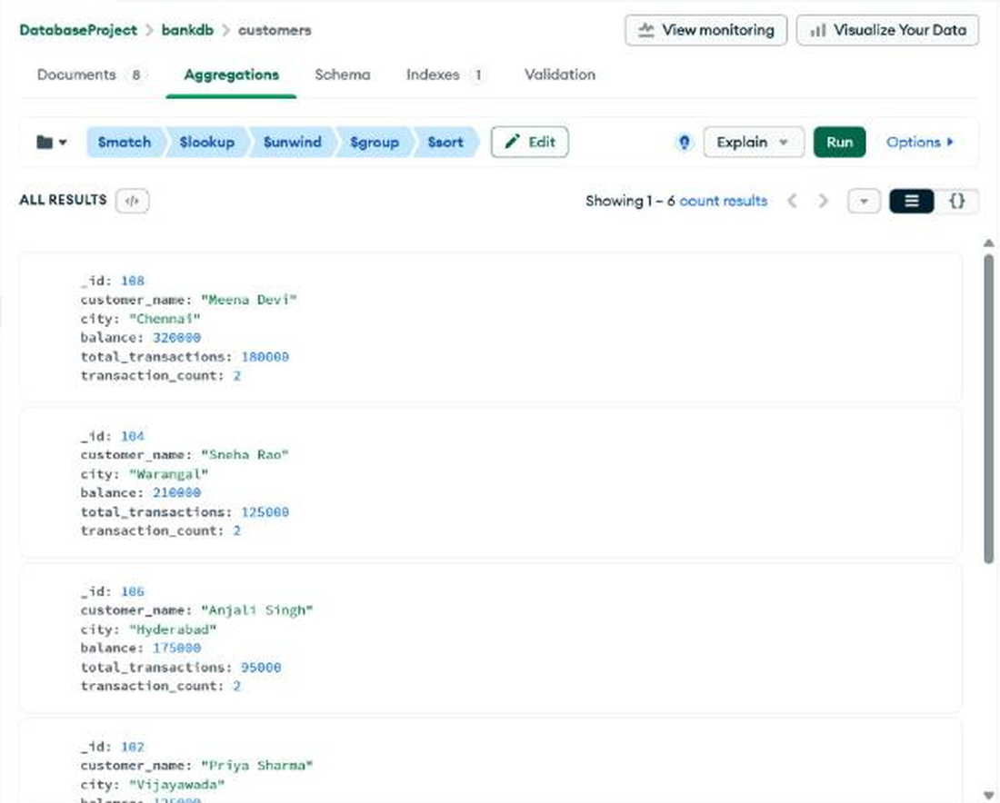 DatabaseProject > bankdb > customers
View monitoring
Visualize Your Data
Documents 8
Aggregations
Schema
Indexes 1
Validation
$match
$lookup
$unwind
$group
$sort
Edit
Explain
Run
Options
ALL RESULTS </>
Showing 1 – 6 count results
{}
_id: 108
customer_name: "Meena Devi"
city: "Chennai"
balance: 320000
total_transactions: 180000
transaction_count: 2
_id: 104
customer_name: "Sneha Rao"
city: "Warangal"
balance: 210000
total_transactions: 125000
transaction_count: 2
_id: 106
customer_name: "Anjali Singh"
city: "Hyderabad"
balance: 175000
total_transactions: 95000
transaction_count: 2
_id: 102
customer_name: "Priya Sharma"
city: "Vijayawada"